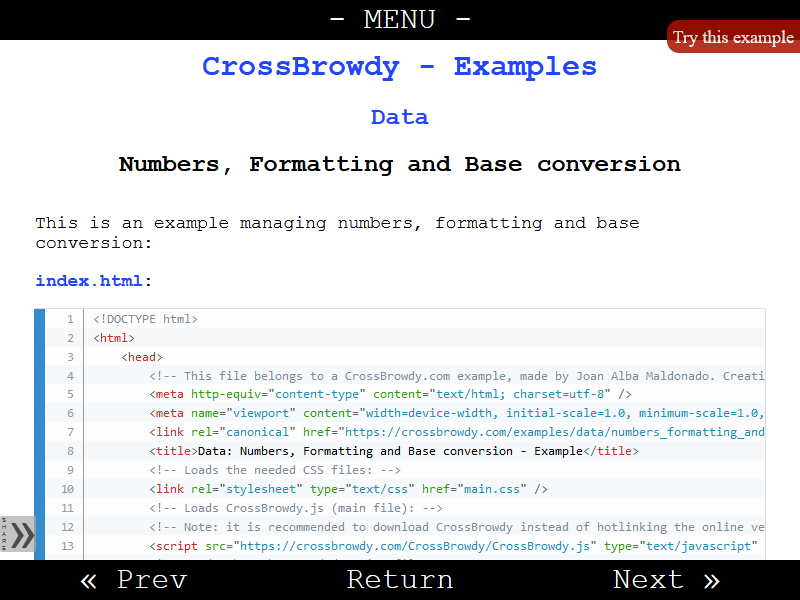 - MENU -
Try this example
CrossBrowdy - Examples
Data
Numbers, Formatting and Base conversion
This is an example managing numbers, formatting and base
conversion:
index.html:
1 <!DOCTYPE html>
2 <html>
3 <head>
4 <!-- This file belongs to a CrossBrowdy.com example, made by Joan Alba Maldonado. Creati
5 <meta http-equiv="content-type" content="text/html; charset=utf-8" />
6 <meta name="viewport" content="width=device-width, initial-scale=1.0, minimum-scale=1.0,
7 <link rel="canonical" href="https://crossbrowdy.com/examples/data/numbers_formatting_and
8 <title>Data: Numbers, Formatting and Base conversion - Example</title>
9 <!-- Loads the needed CSS files: -->
10 <link rel="stylesheet" type="text/css" href="main.css" />
11 <!-- Loads CrossBrowdy.js (main file): -->
12 <!-- Note: it is recommended to download CrossBrowdy instead of hotlinking the online ve
13 <script src="https://crossbrowdy.com/CrossBrowdy/CrossBrowdy.js" type="text/javascript"
SHARE »
« Prev Return Next »